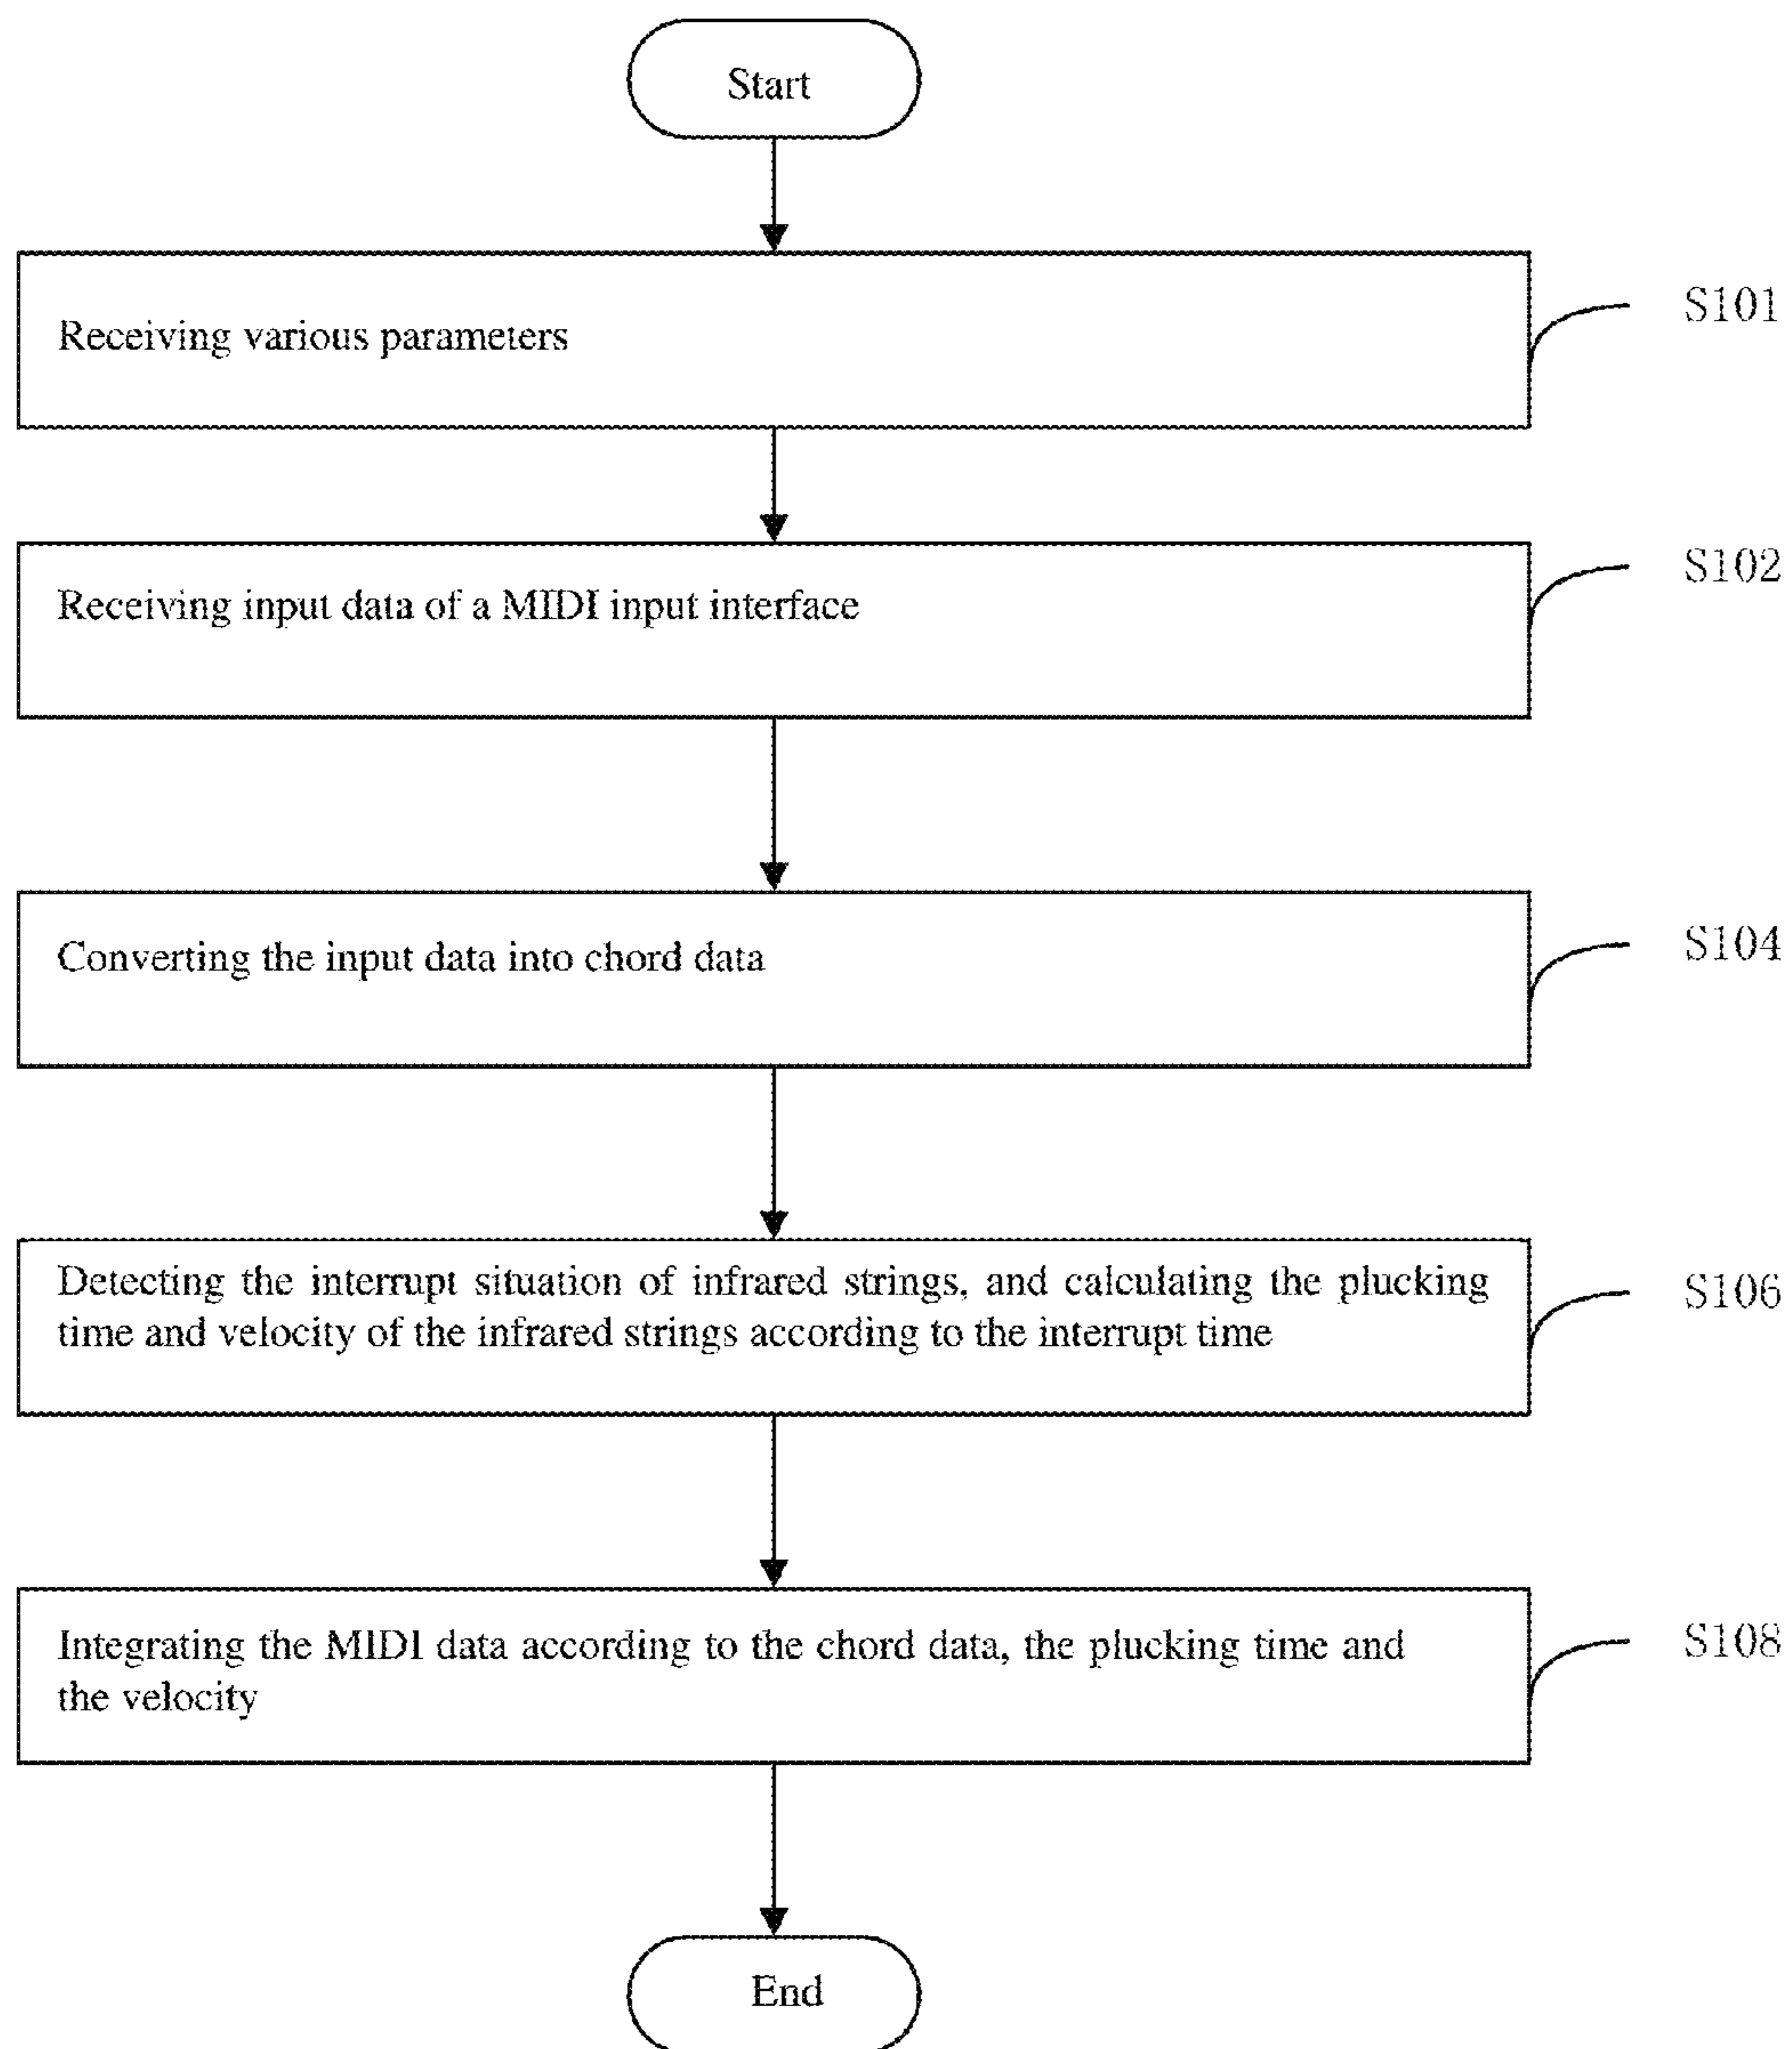 Start
Receiving various parameters
S101
Receiving input data of a MIDI input interface
S102
Converting the input data into chord data
S104
Detecting the interrupt situation of infrared strings, and calculating the plucking
time and velocity of the infrared strings according to the interrupt time
S106
Integrating the MIDI data according to the chord data, the plucking time and
the velocity
S108
End